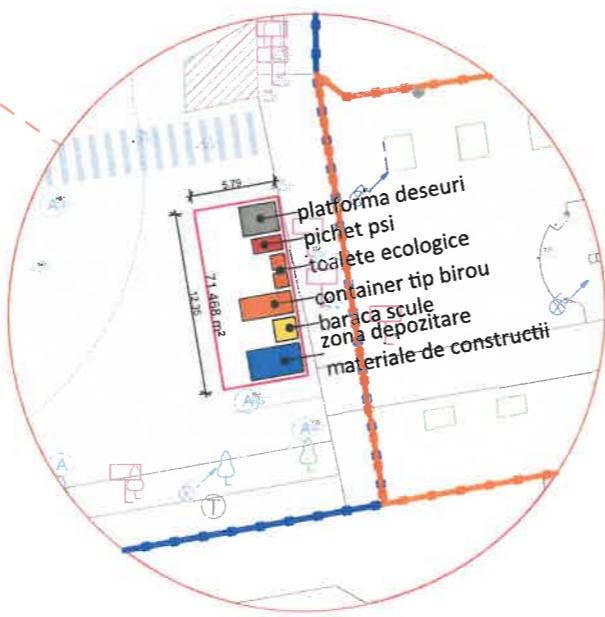 5.79
platforma deseuri
pichet psi
toalete ecologice
container tip birou
baraca scule
zona depozitare
materiale de constructii
12.35
71.468 m²
A
T